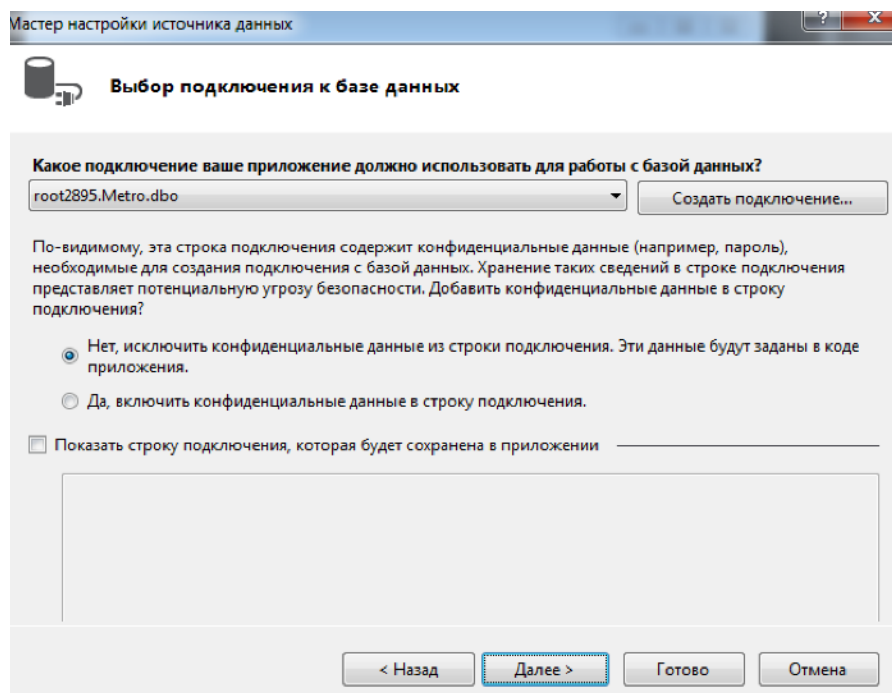 Мастер настройки источника данных
?
x
Выбор подключения к базе данных
Какое подключение ваше приложение должно использовать для работы с базой данных?
root2895.Metro.dbo
Создать подключение...
По-видимому, эта строка подключения содержит конфиденциальные данные (например, пароль),
необходимые для создания подключения с базой данных. Хранение таких сведений в строке подключения
представляет потенциальную угрозу безопасности. Добавить конфиденциальные данные в строку
подключения?
Нет, исключить конфиденциальные данные из строки подключения. Эти данные будут заданы в коде
приложения.
Да, включить конфиденциальные данные в строку подключения.
Показать строку подключения, которая будет сохранена в приложении
< Назад
Далее >
Готово
Отмена